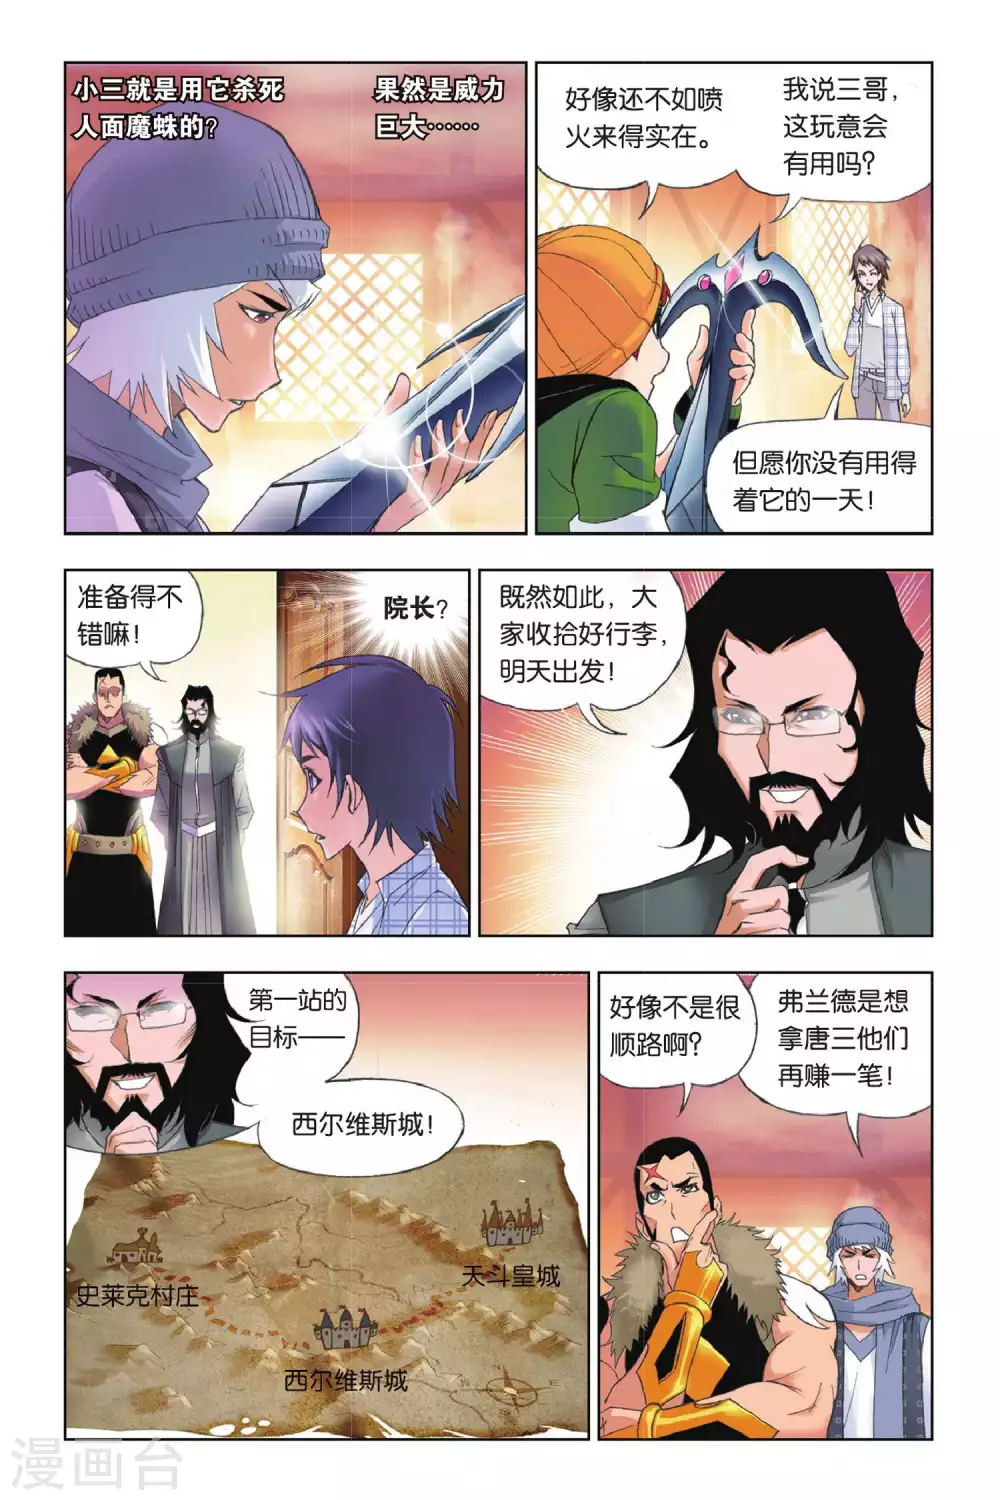 小三就是用它杀死
人面魔蛛的?
果然是威力
巨大……
好像还不如喷
火来得实在。
我说三哥，
这玩意会
有用吗?
但愿你没有用得
着它的一天!
准备得不
错嘛!
院长?
既然如此，大
家收拾好行李，
明天出发!
第一站的
目标——
西尔维斯城!
史莱克村庄
天斗皇城
西尔维斯城
好像不是很
顺路啊?
弗兰德是想
拿唐三他们
再赚一笔!
漫画台